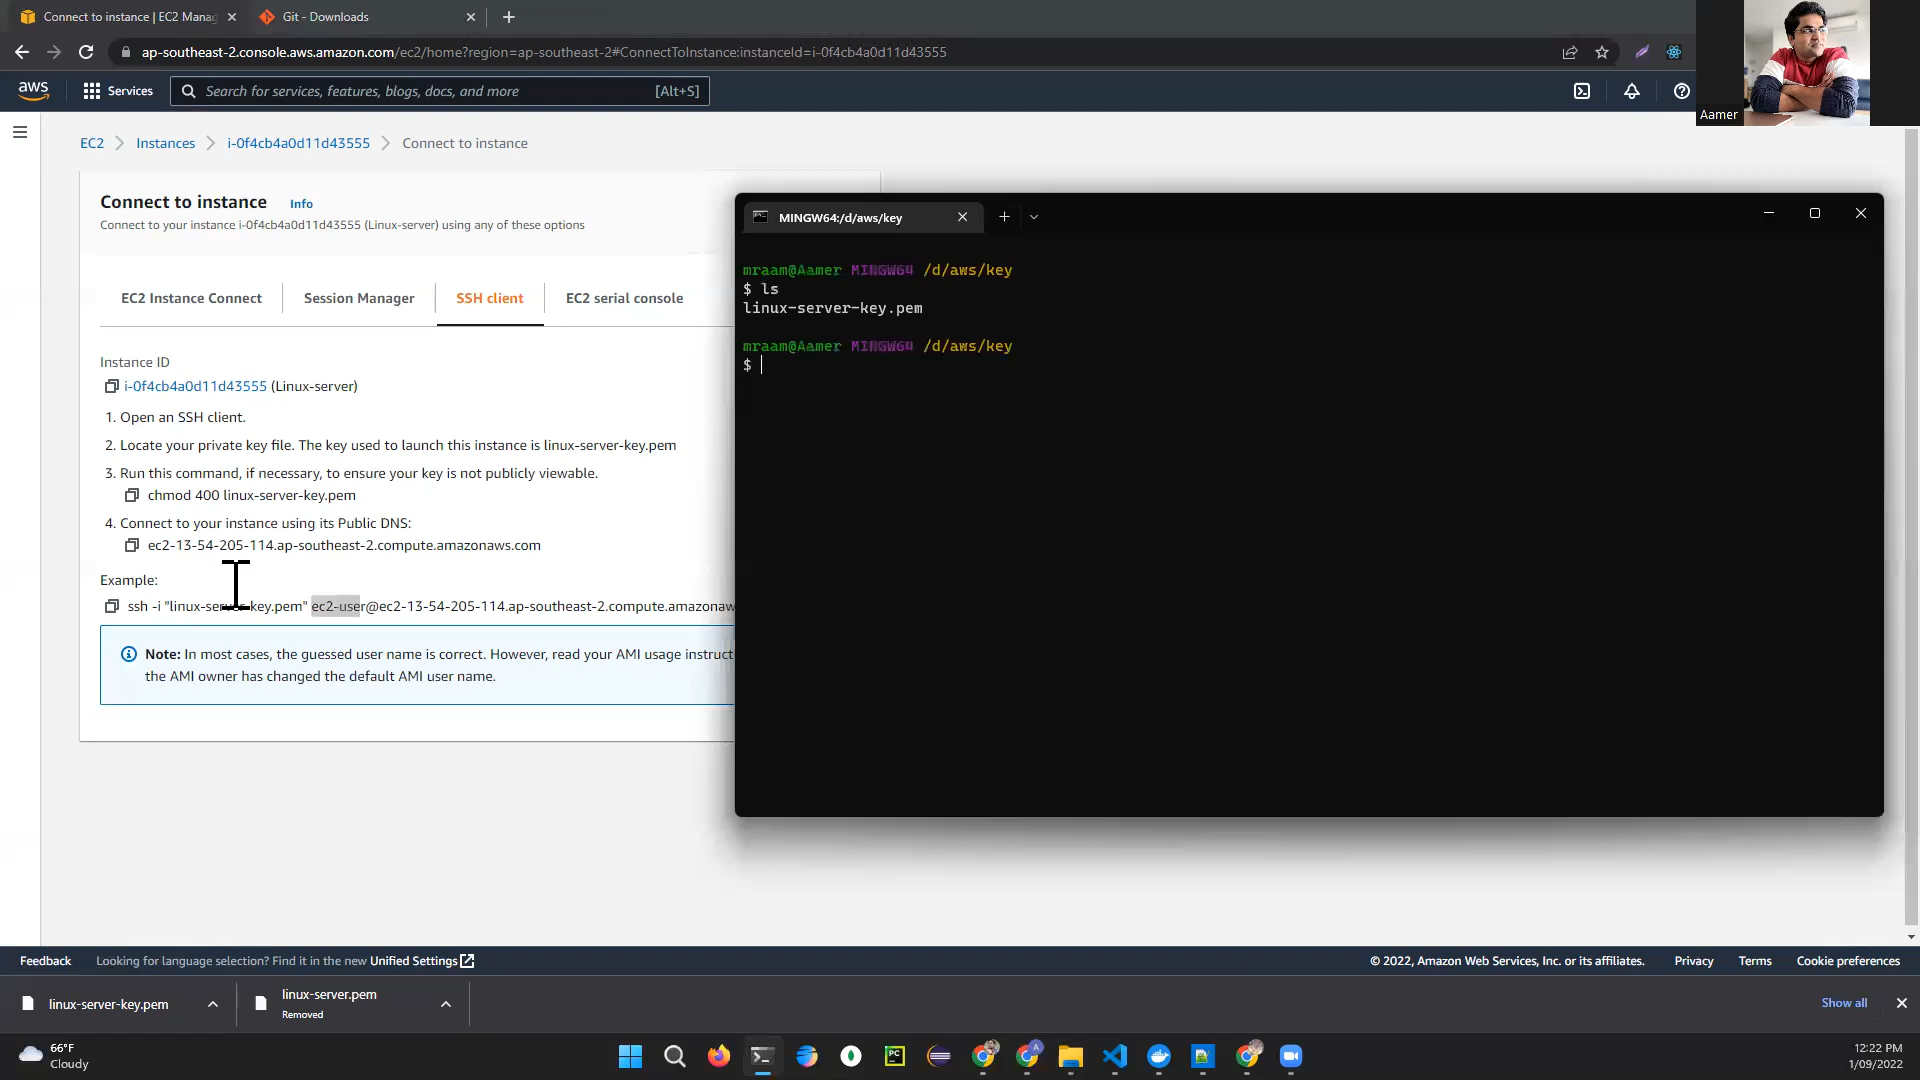 Connect to instance | EC2 Mana
Git - Downloads
ap-southeast-2.console.aws.amazon.com/ec2/home?region=ap-southeast-2#ConnectToInstance:instanceId=i-0f4cb4a0d11d43555
aws
Services
Search for services, features, blogs, docs, and more
[Alt+S]
Aamer
EC2
Instances
i-0f4cb4a0d11d43555
Connect to instance
Connect to instance
Info
Connect to your instance i-0f4cb4a0d11d43555 (Linux-server) using any of these options
EC2 Instance Connect
Session Manager
SSH client
EC2 serial console
Instance ID
i-0f4cb4a0d11d43555 (Linux-server)
1. Open an SSH client.
2. Locate your private key file. The key used to launch this instance is linux-server-key.pem
3. Run this command, if necessary, to ensure your key is not publicly viewable.
chmod 400 linux-server-key.pem
4. Connect to your instance using its Public DNS:
ec2-13-54-205-114.ap-southeast-2.compute.amazonaws.com
Example:
ssh -i "linux-server-key.pem" ec2-user@ec2-13-54-205-114.ap-southeast-2.compute.amazonaw
Note: In most cases, the guessed user name is correct. However, read your AMI usage instruct
the AMI owner has changed the default AMI user name.
MINGW64:/d/aws/key
mraam@Aamer MINGW64 /d/aws/key
$ ls
linux-server-key.pem
mraam@Aamer MINGW64 /d/aws/key
$
Feedback
Looking for language selection? Find it in the new Unified Settings
© 2022, Amazon Web Services, Inc. or its affiliates.
Privacy
Terms
Cookie preferences
linux-server-key.pem
linux-server.pem
Removed
Show all
66°F
Cloudy
PC
12:22 PM
1/09/2022